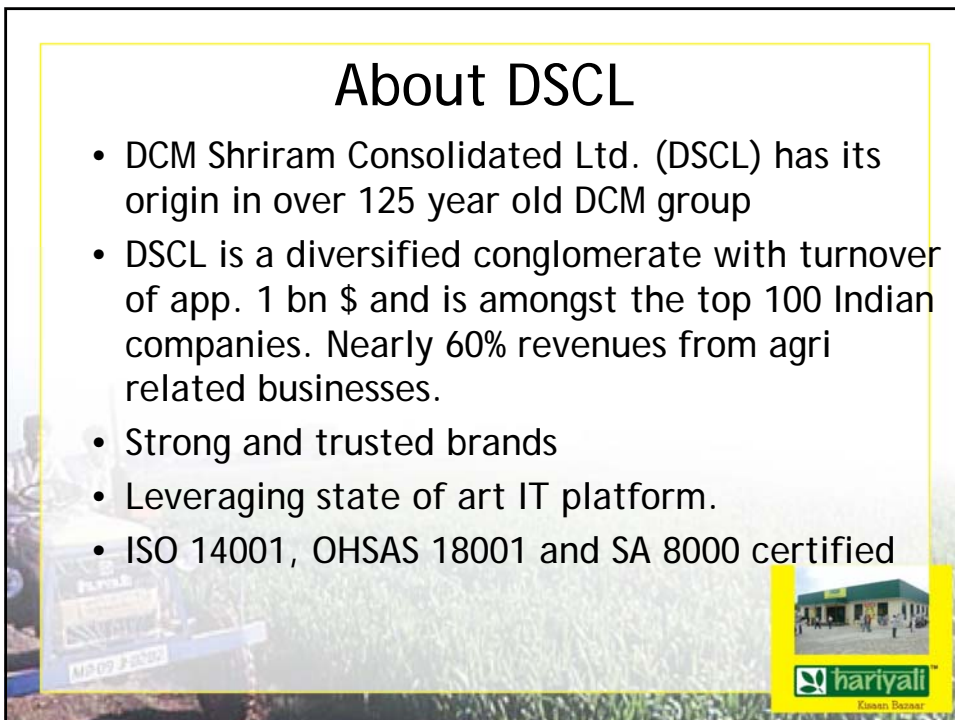 About DSCL
• DCM Shriram Consolidated Ltd. (DSCL) has its
origin in over 125 year old DCM group
• DSCL is a diversified conglomerate with turnover
of app. 1 bn $ and is amongst the top 100 Indian
companies. Nearly 60% revenues from agri
related businesses.
• Strong and trusted brands
• Leveraging state of art IT platform.
• ISO 14001, OHSAS 18001 and SA 8000 certified
hariyali
Kisaan Bazaar